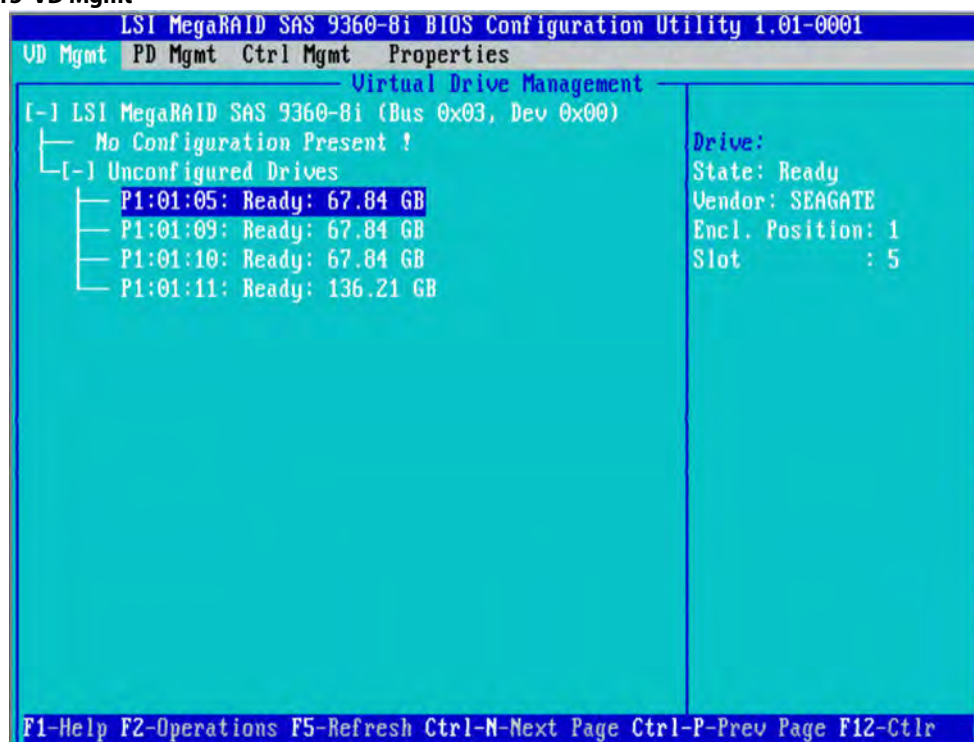 VD Mgmt
LSI MegaRAID SAS 9360-8i BIOS Configuration Utility 1.01-0001
VD Mgmt PD Mgmt Ctrl Mgmt Properties
Virtual Drive Management
[-] LSI MegaRAID SAS 9360-8i (Bus 0x03, Dev 0x00)
No Configuration Present !
[-] Unconfigured Drives
P1:01:05: Ready: 67.84 GB
P1:01:09: Ready: 67.84 GB
P1:01:10: Ready: 67.84 GB
P1:01:11: Ready: 136.21 GB
Drive:
State: Ready
Vendor: SEAGATE
Encl. Position: 1
Slot : 5
F1-Help F2-Operations F5-Refresh Ctrl-N-Next Page Ctrl-P-Prev Page F12-Ctlr